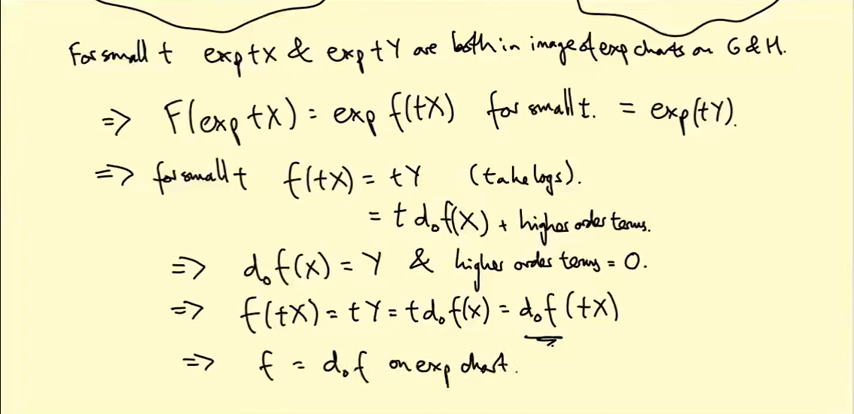 For small t exp tX & exp tY are both in image of exp charts on G & H.
⇒ F(exp tX) = exp f(tX) for small t. = exp(tY).
⇒ for small t f(tX) = tY (take logs).
= t d₀f(X) + higher order terms.
⇒ d₀f(X) = Y & higher order terms = 0.
⇒ f(tX) = tY = t d₀f(X) = d₀f(tX)
⇒ f = d₀f on exp chart.